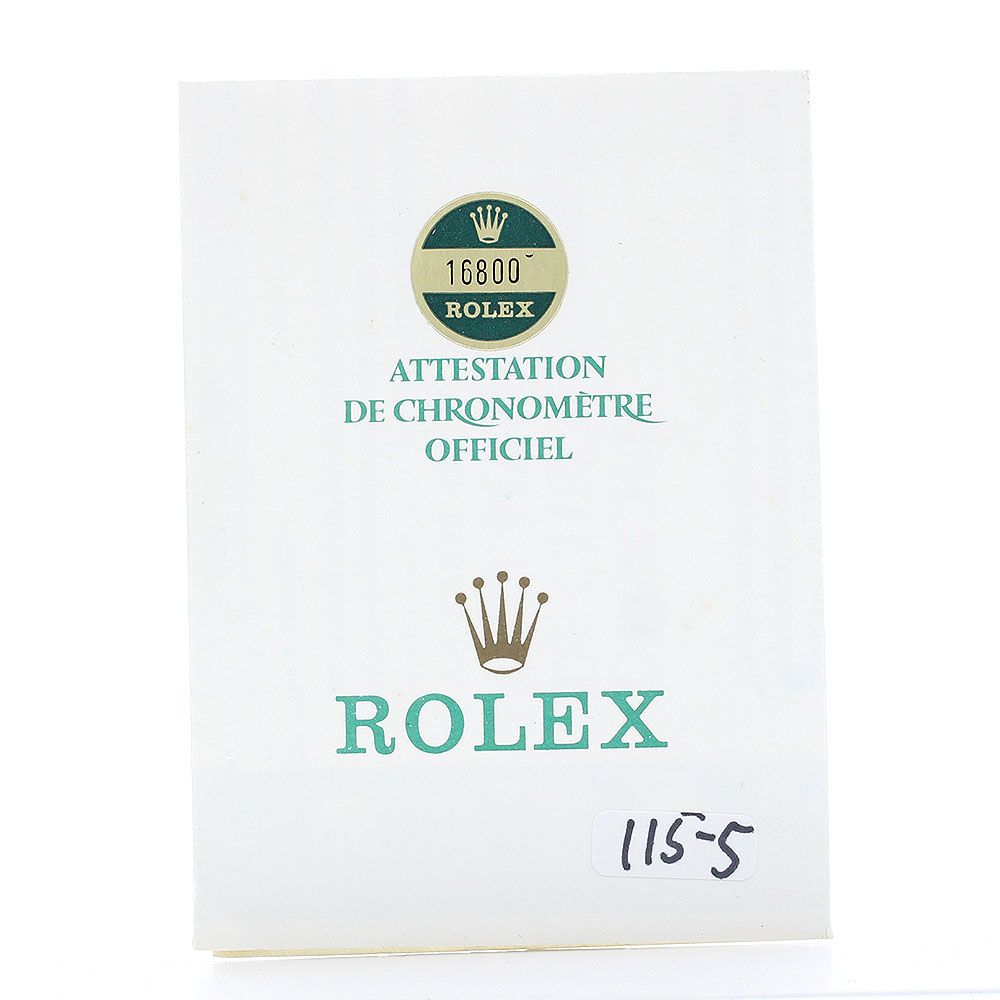 16800
ROLEX
ATTESTATION
DE CHRONOMÈTRE
OFFICIEL
ROLEX
115-5